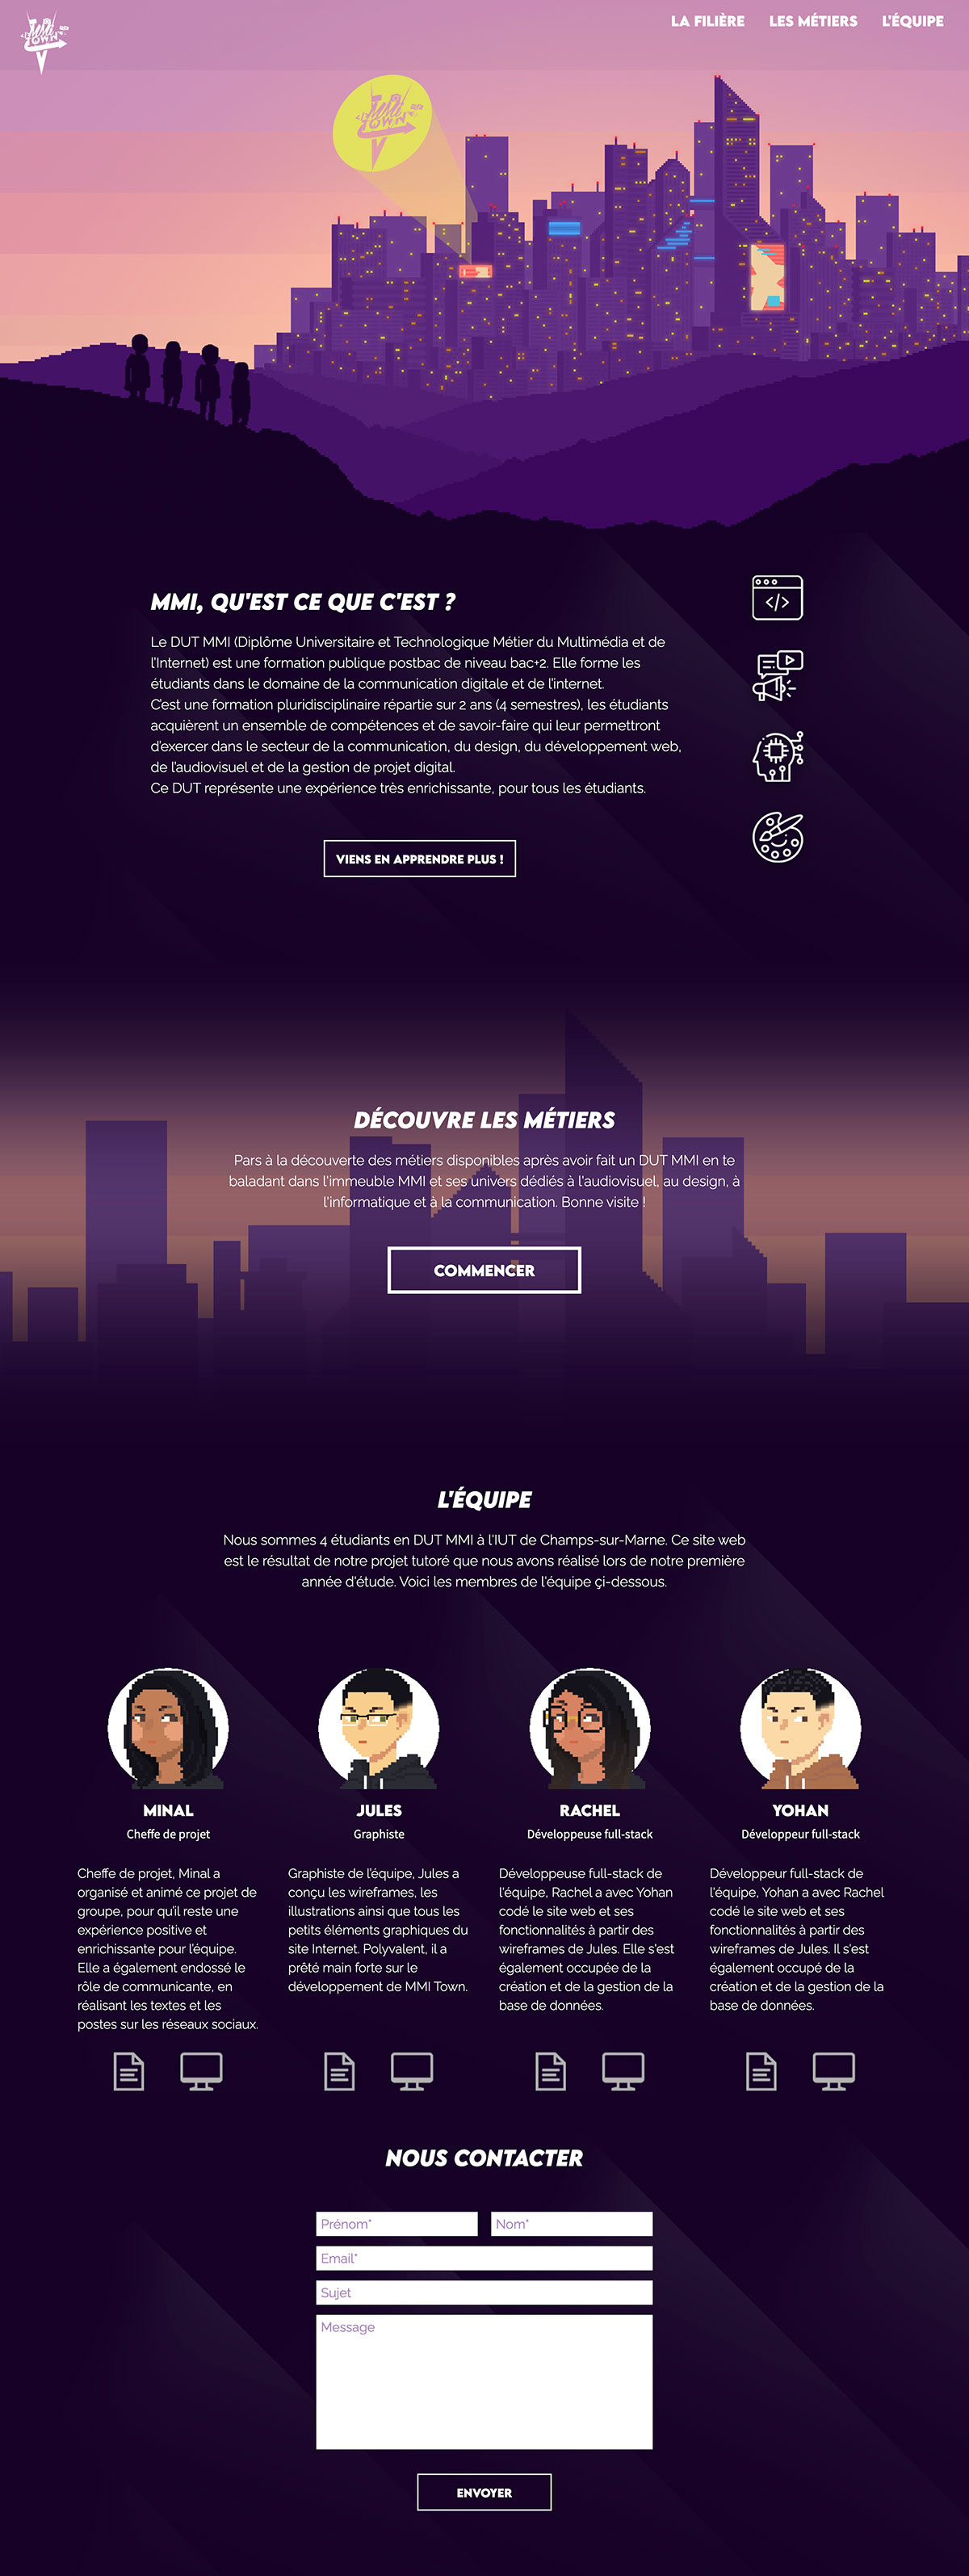 LA FILIÈRE LES MÉTIERS L'ÉQUIPE
TOWN
TOWN
MMI, QU'EST CE QUE C'EST ?
Le DUT MMI (Diplôme Universitaire et Technologique Métier du Multimédia et de
l'Internet) est une formation publique postbac de niveau bac+2. Elle forme les
étudiants dans le domaine de la communication digitale et de l'internet.
C'est une formation pluridisciplinaire répartie sur 2 ans (4 semestres), les étudiants
acquièrent un ensemble de compétences et de savoir-faire qui leur permettront
d'exercer dans le secteur de la communication, du design, du développement web,
de l'audiovisuel et de la gestion de projet digital.
Ce DUT représente une expérience très enrichissante, pour tous les étudiants.
VIENS EN APPRENDRE PLUS !
DÉCOUVRE LES MÉTIERS
Pars à la découverte des métiers disponibles après avoir fait un DUT MMI en te
baladant dans l'immeuble MMI et ses univers dédiés à l'audiovisuel, au design, à
l'informatique et à la communication. Bonne visite !
COMMENCER
L'ÉQUIPE
Nous sommes 4 étudiants en DUT MMI à l'IUT de Champs-sur-Marne. Ce site web
est le résultat de notre projet tutoré que nous avons réalisé lors de notre première
année d'étude. Voici les membres de l'équipe çi-dessous.
MINAL
Cheffe de projet
Cheffe de projet, Minal a
organisé et animé ce projet de
groupe, pour qu'il reste une
expérience positive et
enrichissante pour l'équipe.
Elle a également endossé le
rôle de communicante, en
réalisant les textes et les
postes sur les réseaux sociaux.
JULES
Graphiste
Graphiste de l'équipe, Jules a
conçu les wireframes, les
illustrations ainsi que tous les
petits éléments graphiques du
site Internet. Polyvalent, il a
prêté main forte sur le
développement de MMI Town.
RACHEL
Développeuse full-stack
Développeuse full-stack de
l'équipe, Rachel a avec Yohan
codé le site web et ses
fonctionnalités à partir des
wireframes de Jules. Elle s'est
également occupée de la
création et de la gestion de la
base de données.
YOHAN
Développeur full-stack
Développeur full-stack de
l'équipe, Yohan a avec Rachel
codé le site web et ses
fonctionnalités à partir des
wireframes de Jules. Il s'est
également occupé de la
création et de la gestion de la
base de données.
NOUS CONTACTER
Prénom* Nom*
Email*
Sujet
Message
ENVOYER